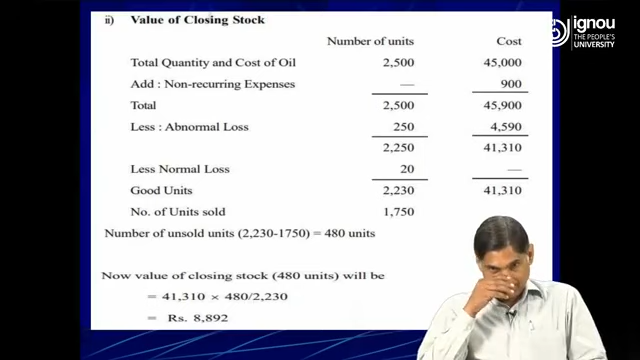 ii) Value of Closing Stock
Number of units Cost
Total Quantity and Cost of Oil 2,500 45,000
Add : Non-recurring Expenses — 900
Total 2,500 45,900
Less : Abnormal Loss 250 4,590
2,250 41,310
Less Normal Loss 20 —
Good Units 2,230 41,310
No. of Units sold 1,750
Number of unsold units (2,230-1750) = 480 units
Now value of closing stock (480 units) will be
= 41,310 × 480/2,230
= Rs. 8,892
ignou
THE PEOPLE'S
UNIVERSITY